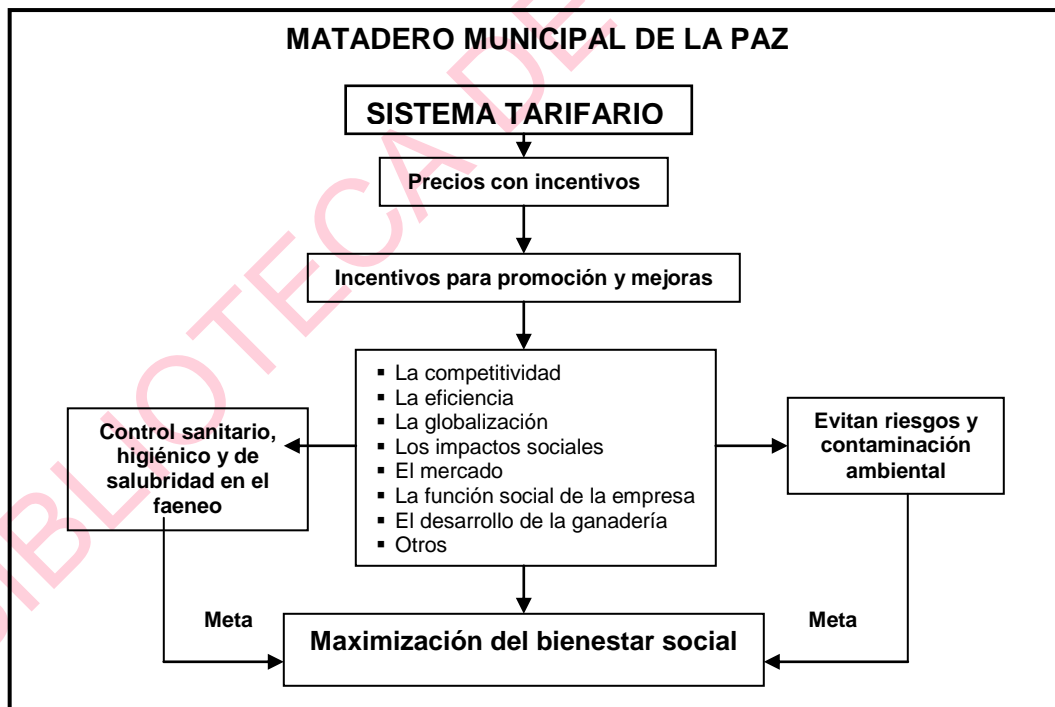 MATADERO MUNICIPAL DE LA PAZ
SISTEMA TARIFARIO
Precios con incentivos
Incentivos para promoción y mejoras
▪ La competitividad
▪ La eficiencia
▪ La globalización
▪ Los impactos sociales
▪ El mercado
▪ La función social de la empresa
▪ El desarrollo de la ganadería
▪ Otros
Control sanitario,
higiénico y de
salubridad en el
faeneo
Evitan riesgos y
contaminación
ambiental
Meta
Meta
Maximización del bienestar social
BIBLIOTECA DE